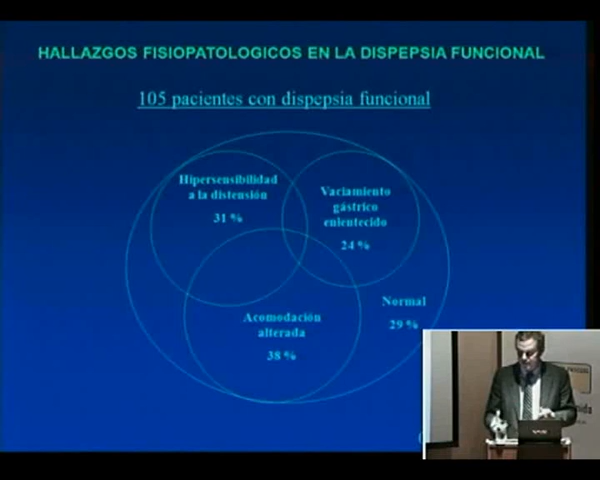 HALLAZGOS FISIOPATOLOGICOS EN LA DISPEPSIA FUNCIONAL
105 pacientes con dispepsia funcional
Hipersensibilidad
a la distensión
31 %
Vaciamiento
gástrico
enlentecido
24 %
Acomodación
alterada
38 %
Normal
29 %